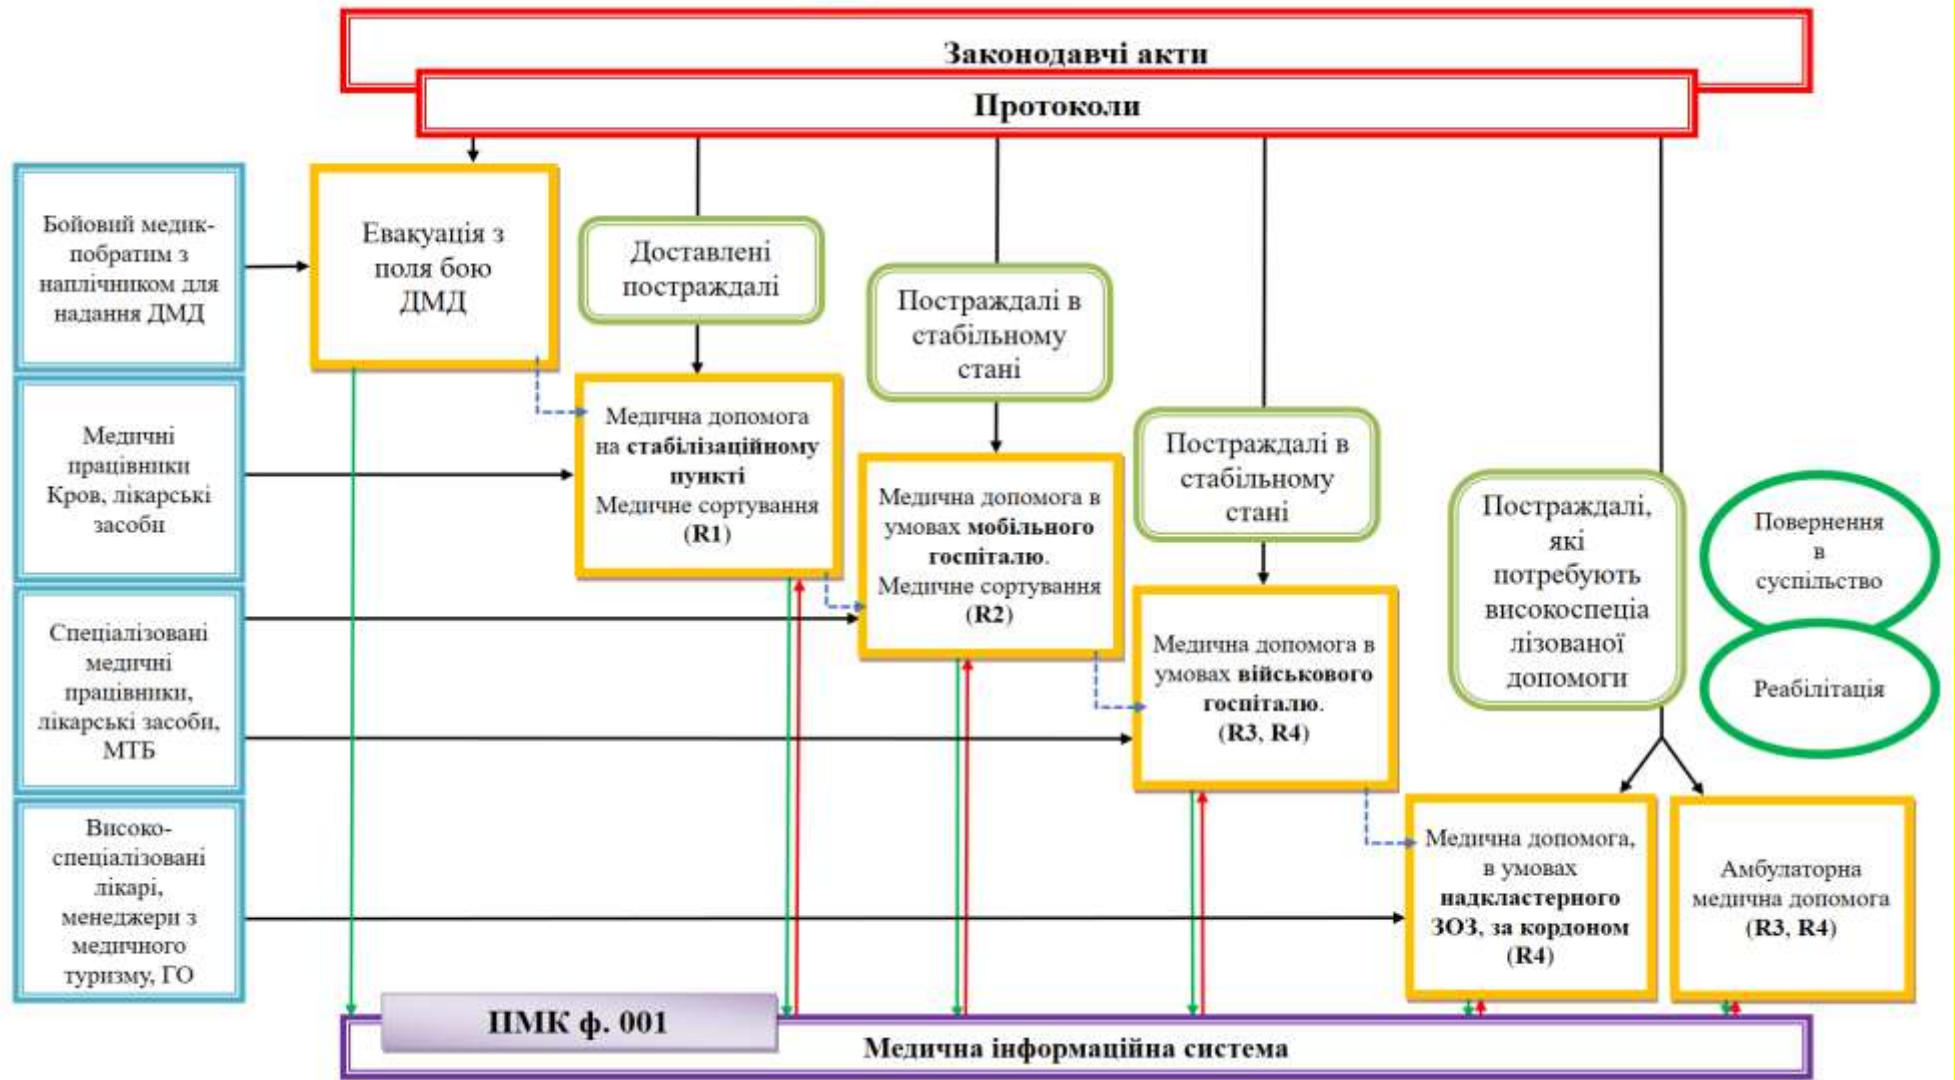 Законодавчі акти
Протоколи
Бойовий медик-
побратим з
наплічником для
надання ДМД
Евакуація з
поля бою
ДМД
Доставлені
постраждалі
Постраждалі в
стабільному
стані
Медичні
працівники
Кров, лікарські
засоби
Медична допомога
на стабілізаційному
пункті
Медичне сортування
(R1)
Медична допомога в
умовах мобільного
госпіталю.
Медичне сортування
(R2)
Постраждалі в
стабільному
стані
Постраждалі,
які
потребують
високоспеціа
лізованої
допомоги
Повернення
в
суспільство
Реабілітація
Спеціалізовані
медичні
працівники,
лікарські засоби,
МТБ
Медична допомога в
умовах військового
госпіталю.
(R3, R4)
Високо-
спеціалізовані
лікарі,
менеджери з
медичного
туризму, ГО
Медична допомога,
в умовах
надкластерного
ЗОЗ, за кордоном
(R4)
Амбулаторна
медична допомога
(R3, R4)
ПМК ф. 001
Медична інформаційна система